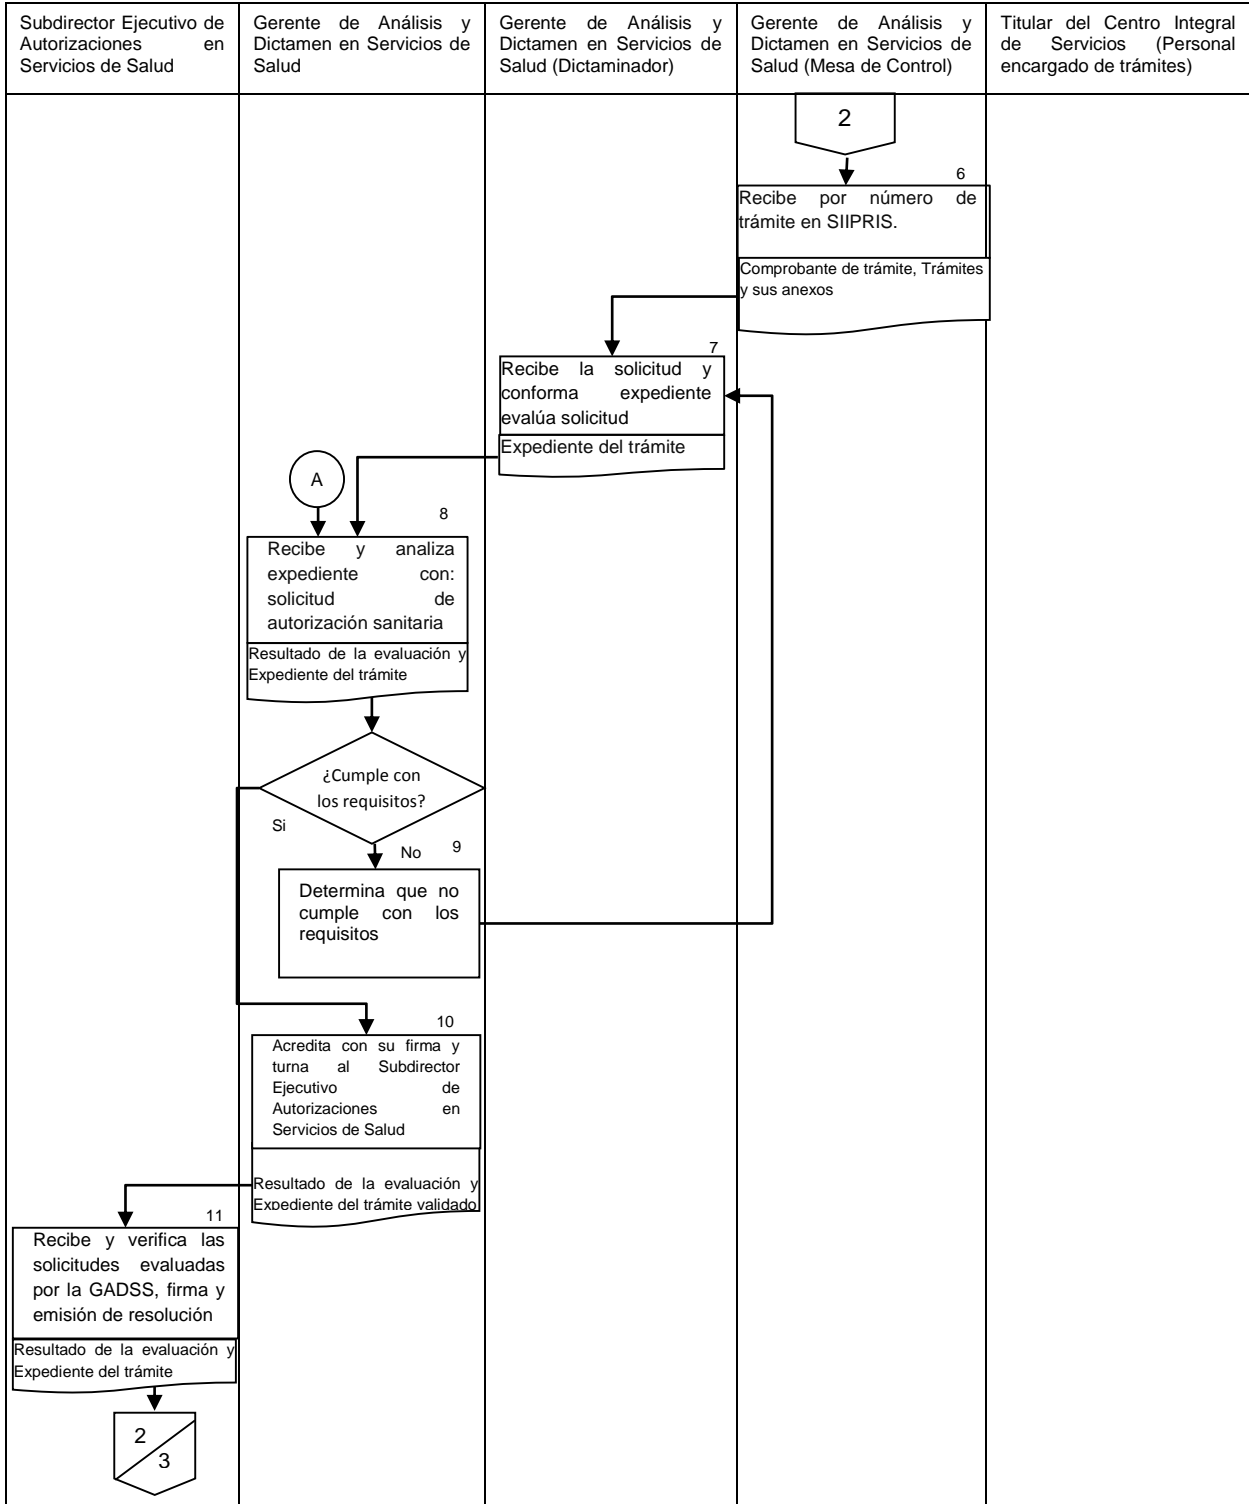 Subdirector Ejecutivo de
Autorizaciones en
Servicios de Salud
Gerente de Análisis y
Dictamen en Servicios de
Salud
Gerente de Análisis y
Dictamen en Servicios de
Salud (Dictaminador)
Gerente de Análisis y
Dictamen en Servicios de
Salud (Mesa de Control)
Titular del Centro Integral
de Servicios (Personal
encargado de trámites)
2
6
Recibe por número de
trámite en SIIPRIS.
Comprobante de trámite, Trámites
y sus anexos
7
Recibe la solicitud y
conforma expediente
evalúa solicitud
Expediente del trámite
A
8
Recibe y analiza
expediente con:
solicitud de
autorización sanitaria
Resultado de la evaluación y
Expediente del trámite
¿Cumple con
los requisitos?
Si
No
9
Determina que no
cumple con los
requisitos
10
Acredita con su firma y
turna al Subdirector
Ejecutivo de
Autorizaciones en
Servicios de Salud
Resultado de la evaluación y
Expediente del trámite validado
11
Recibe y verifica las
solicitudes evaluadas
por la GADSS, firma y
emisión de resolución
Resultado de la evaluación y
Expediente del trámite
2
3